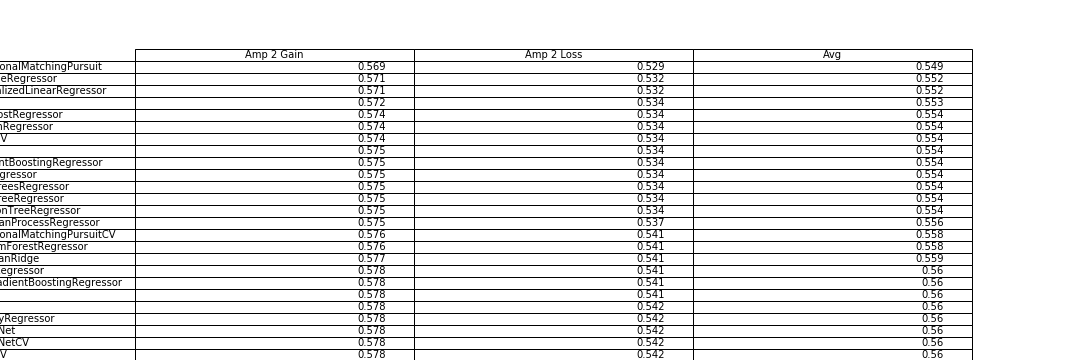 Amp 2 Gain Amp 2 Loss Avg
onalMatchingPursuit 0.569 0.529 0.549
eRegressor 0.571 0.532 0.552
alizedLinearRegressor 0.571 0.532 0.552
0.572 0.534 0.553
ostRegressor 0.574 0.534 0.554
nRegressor 0.574 0.534 0.554
V 0.574 0.534 0.554
0.575 0.534 0.554
ntBoostingRegressor 0.575 0.534 0.554
gressor 0.575 0.534 0.554
reesRegressor 0.575 0.534 0.554
reeRegressor 0.575 0.534 0.554
onTreeRegressor 0.575 0.534 0.554
anProcessRegressor 0.575 0.537 0.556
onalMatchingPursuitCV 0.576 0.541 0.558
mForestRegressor 0.576 0.541 0.558
anRidge 0.577 0.541 0.559
egressor 0.578 0.541 0.56
adientBoostingRegressor 0.578 0.541 0.56
0.578 0.541 0.56
0.578 0.542 0.56
yRegressor 0.578 0.542 0.56
Net 0.578 0.542 0.56
NetCV 0.578 0.542 0.56
V 0.578 0.542 0.56